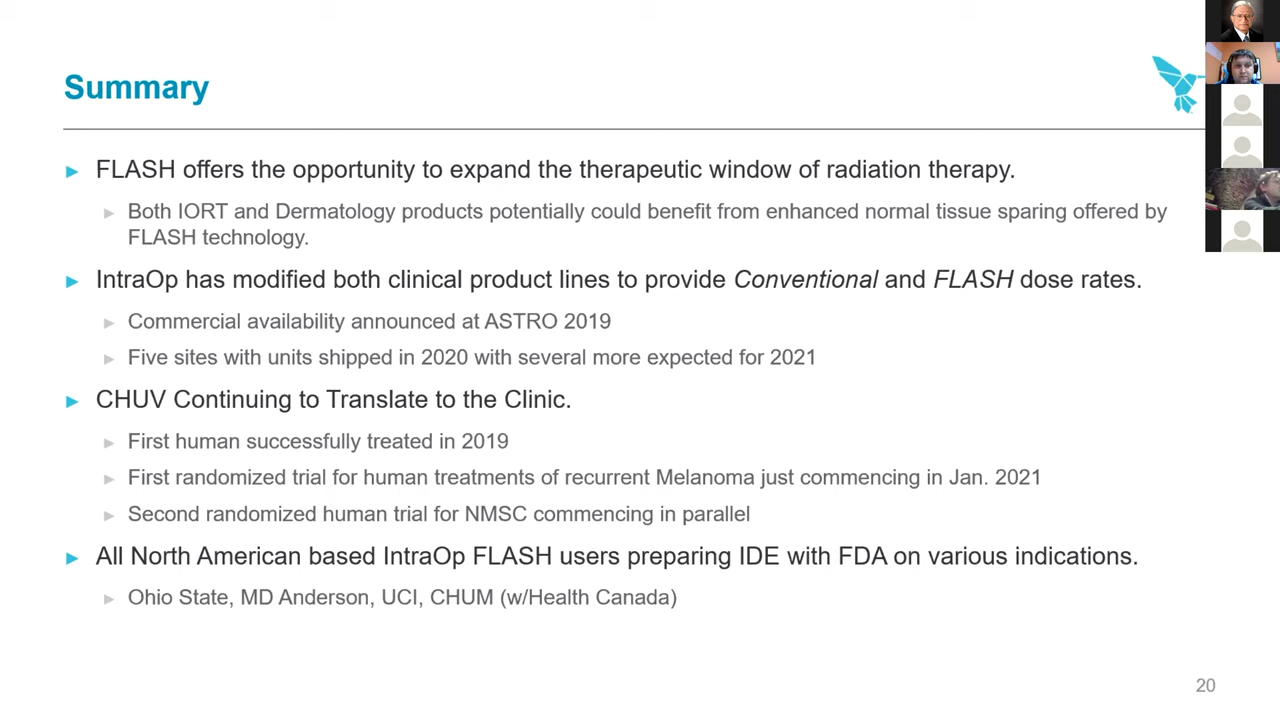 Summary
► FLASH offers the opportunity to expand the therapeutic window of radiation therapy.
► Both IORT and Dermatology products potentially could benefit from enhanced normal tissue sparing offered by
FLASH technology.
► IntraOp has modified both clinical product lines to provide Conventional and FLASH dose rates.
► Commercial availability announced at ASTRO 2019
► Five sites with units shipped in 2020 with several more expected for 2021
► CHUV Continuing to Translate to the Clinic.
► First human successfully treated in 2019
► First randomized trial for human treatments of recurrent Melanoma just commencing in Jan. 2021
► Second randomized human trial for NMSC commencing in parallel
► All North American based IntraOp FLASH users preparing IDE with FDA on various indications.
► Ohio State, MD Anderson, UCI, CHUM (w/Health Canada)
20